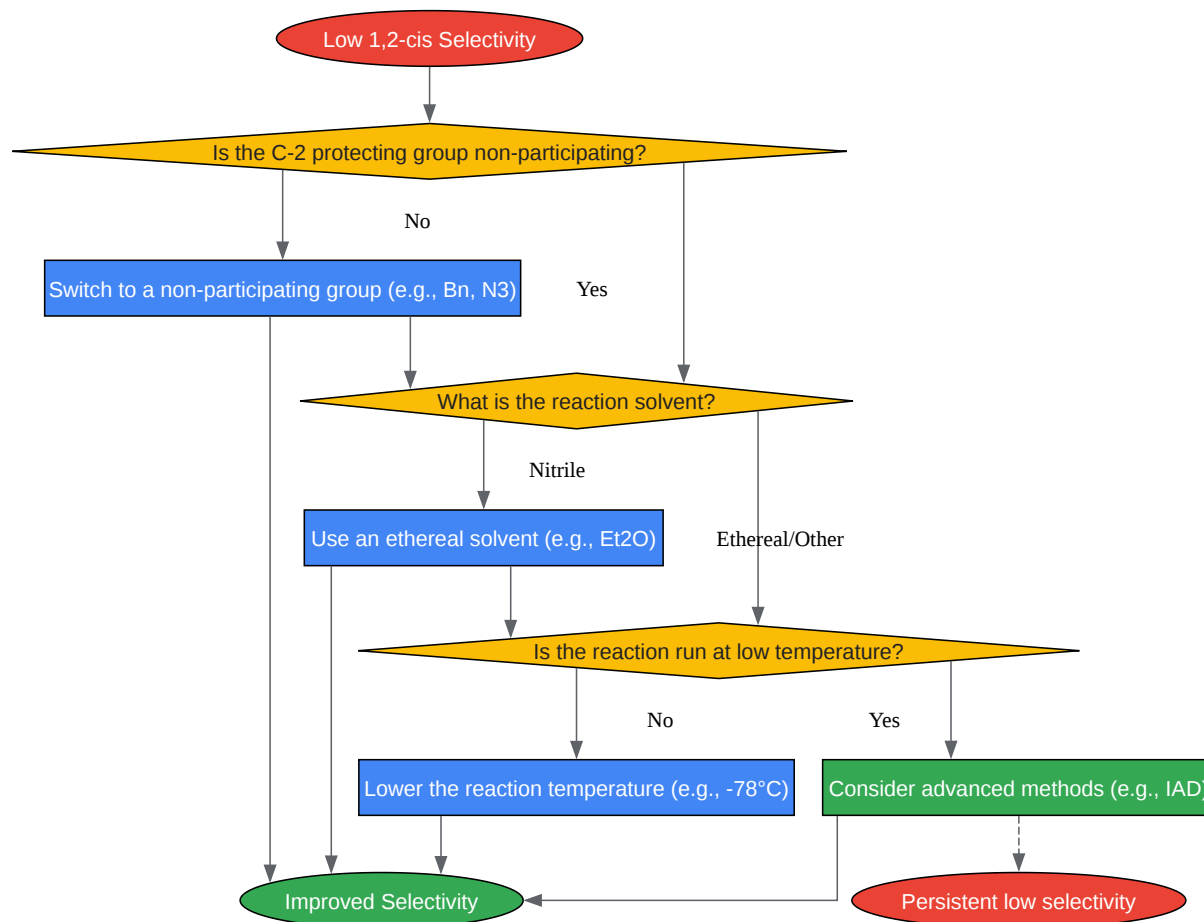 Low 1,2-cis Selectivity
Is the C-2 protecting group non-participating?
No
Switch to a non-participating group (e.g., Bn, N3)
Yes
What is the reaction solvent?
Nitrile
Use an ethereal solvent (e.g., Et2O)
Ethereal/Other
Is the reaction run at low temperature?
No
Yes
Lower the reaction temperature (e.g., -78°C)
Consider advanced methods (e.g., IAD)
Improved Selectivity
Persistent low selectivity